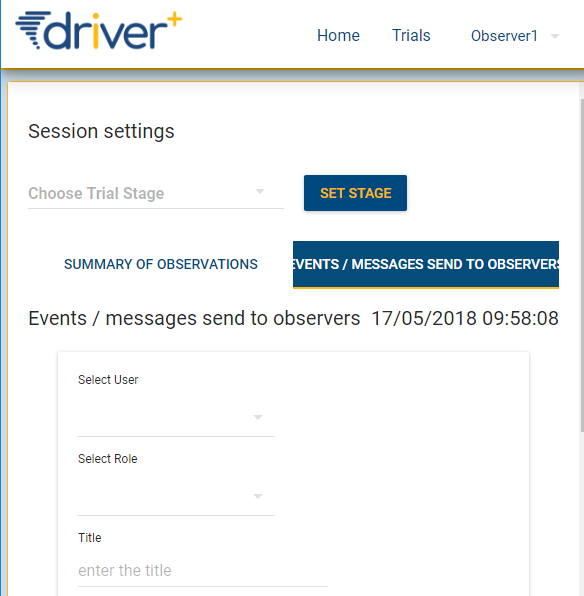 driver+
Home Trials Observer1
Session settings
Choose Trial Stage SET STAGE
SUMMARY OF OBSERVATIONS EVENTS / MESSAGES SEND TO OBSERVERS
Events / messages send to observers 17/05/2018 09:58:08
Select User
Select Role
Title
enter the title